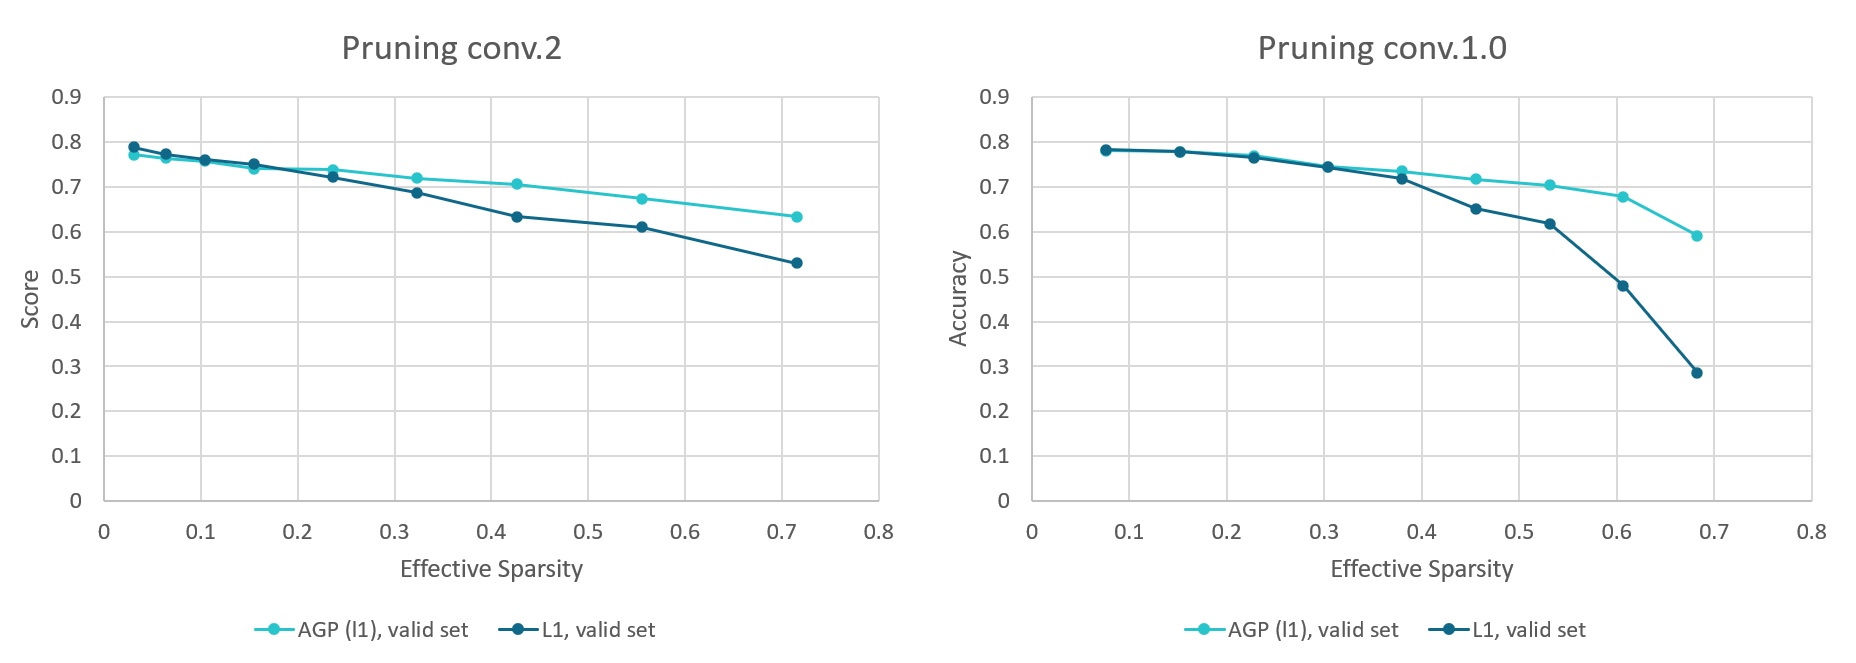 Pruning conv.2
0.9
0.8
0.7
0.6
0.5
0.4
0.3
0.2
0.1
0
Score
0 0.1 0.2 0.3 0.4 0.5 0.6 0.7 0.8
Effective Sparsity
AGP (l1), valid set L1, valid set
Pruning conv.1.0
0.9
0.8
0.7
0.6
0.5
0.4
0.3
0.2
0.1
0
Accuracy
0 0.1 0.2 0.3 0.4 0.5 0.6 0.7 0.8
Effective Sparsity
AGP (l1), valid set L1, valid set